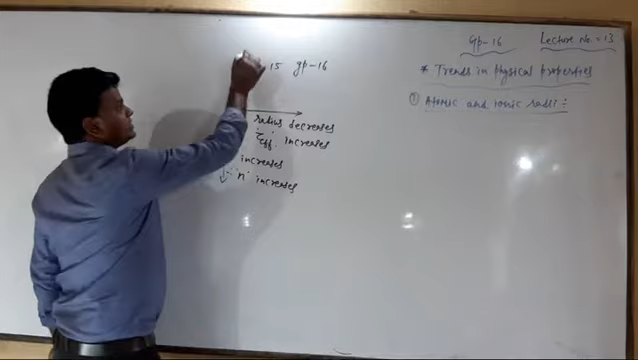 Gp-16 Lecture No. = 13
* Trends in Physical properties
① Atomic and ionic radii :
15 gp-16
radius decreases
∵ Zeff. increases
increases
∵ 'n' increases